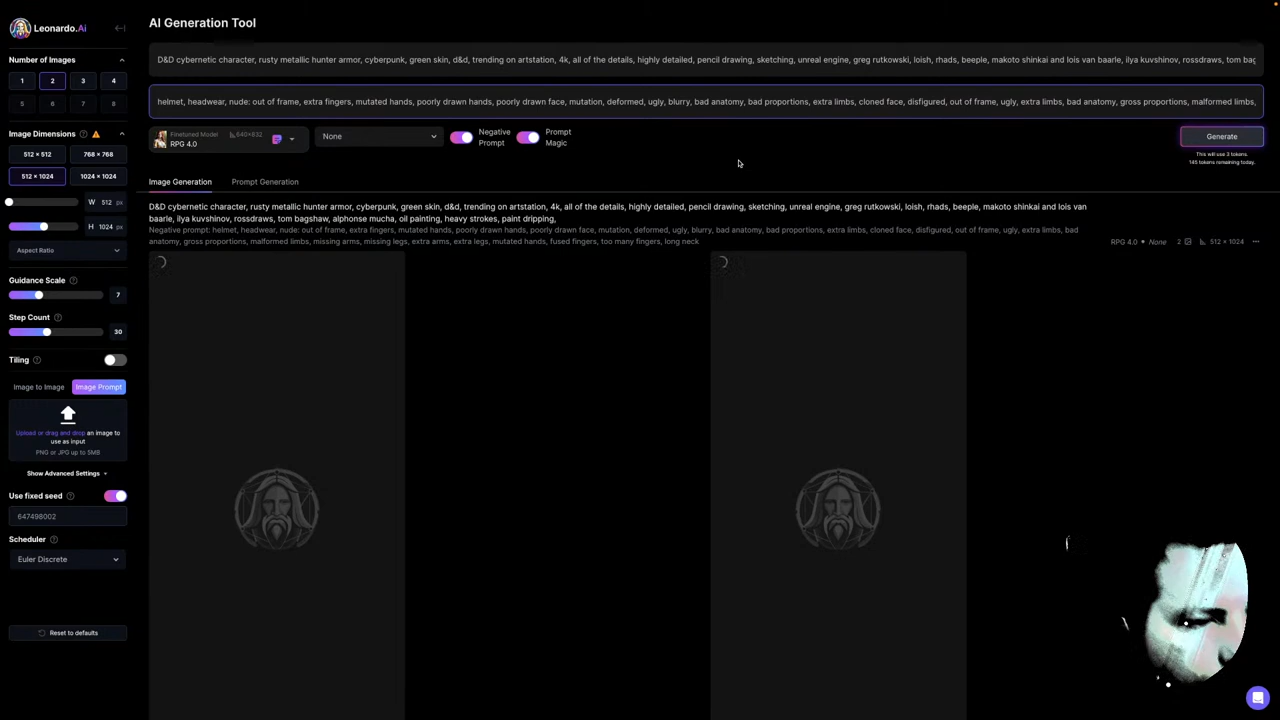 AI Generation Tool
Leonardo.Ai
Number of Images
1 2 3 4
5 6 7 8
Image Dimensions
512 × 512 768 × 768
512 × 1024 1024 × 1024
W 512 px
H 1024 px
Aspect Ratio
Guidance Scale
7
Step Count
30
Tiling
Image to Image Image Prompt
Upload or drag and drop an image to
use as input
PNG or JPG up to 5MB
Show Advanced Settings
Use fixed seed
647498002
Scheduler
Euler Discrete
Reset to defaults
D&D cybernetic character, rusty metallic hunter armor, cyberpunk, green skin, d&d, trending on artstation, 4k, all of the details, highly detailed, pencil drawing, sketching, unreal engine, greg rutkowski, loish, rhads, beeple, makoto shinkai and lois van baarle, ilya kuvshinov, rossdraws, tom bag
helmet, headwear, nude: out of frame, extra fingers, mutated hands, poorly drawn hands, poorly drawn face, mutation, deformed, ugly, blurry, bad anatomy, bad proportions, extra limbs, cloned face, disfigured, out of frame, ugly, extra limbs, bad anatomy, gross proportions, malformed limbs,
Finetuned Model 640×832
RPG 4.0
None
Negative
Prompt
Prompt
Magic
Generate
This will use 3 tokens.
145 tokens remaining today.
Image Generation Prompt Generation
D&D cybernetic character, rusty metallic hunter armor, cyberpunk, green skin, d&d, trending on artstation, 4k, all of the details, highly detailed, pencil drawing, sketching, unreal engine, greg rutkowski, loish, rhads, beeple, makoto shinkai and lois van
baarle, ilya kuvshinov, rossdraws, tom bagshaw, alphonse mucha, oil painting, heavy strokes, paint dripping,
Negative prompt: helmet, headwear, nude: out of frame, extra fingers, mutated hands, poorly drawn hands, poorly drawn face, mutation, deformed, ugly, blurry, bad anatomy, bad proportions, extra limbs, cloned face, disfigured, out of frame, ugly, extra limbs, bad
anatomy, gross proportions, malformed limbs, missing arms, missing legs, extra arms, extra legs, mutated hands, fused fingers, too many fingers, long neck
RPG 4.0 • None 2 512 × 1024